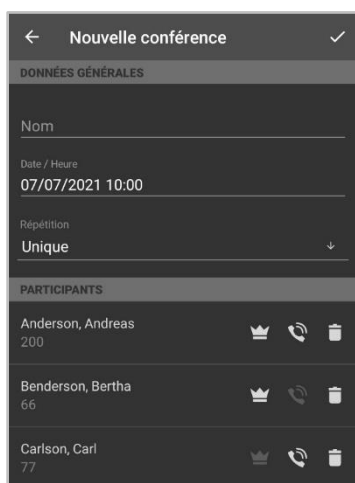 Nouvelle conférence
DONNÉES GÉNÉRALES
Nom
Date / Heure
07/07/2021 10:00
Répétition
Unique
PARTICIPANTS
Anderson, Andreas
200
Benderson, Bertha
66
Carlson, Carl
77